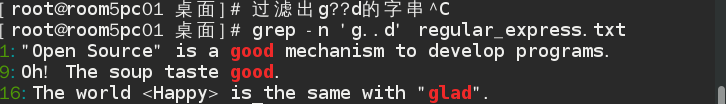 [root@room5pc01 桌面]# 过滤出g??d的字串^C
[root@room5pc01 桌面]# grep -n 'g..d' regular_express.txt
1:"Open Source" is a good mechanism to develop programs.
9:Oh! The soup taste good.
16:The world <Happy> is the same with "glad".